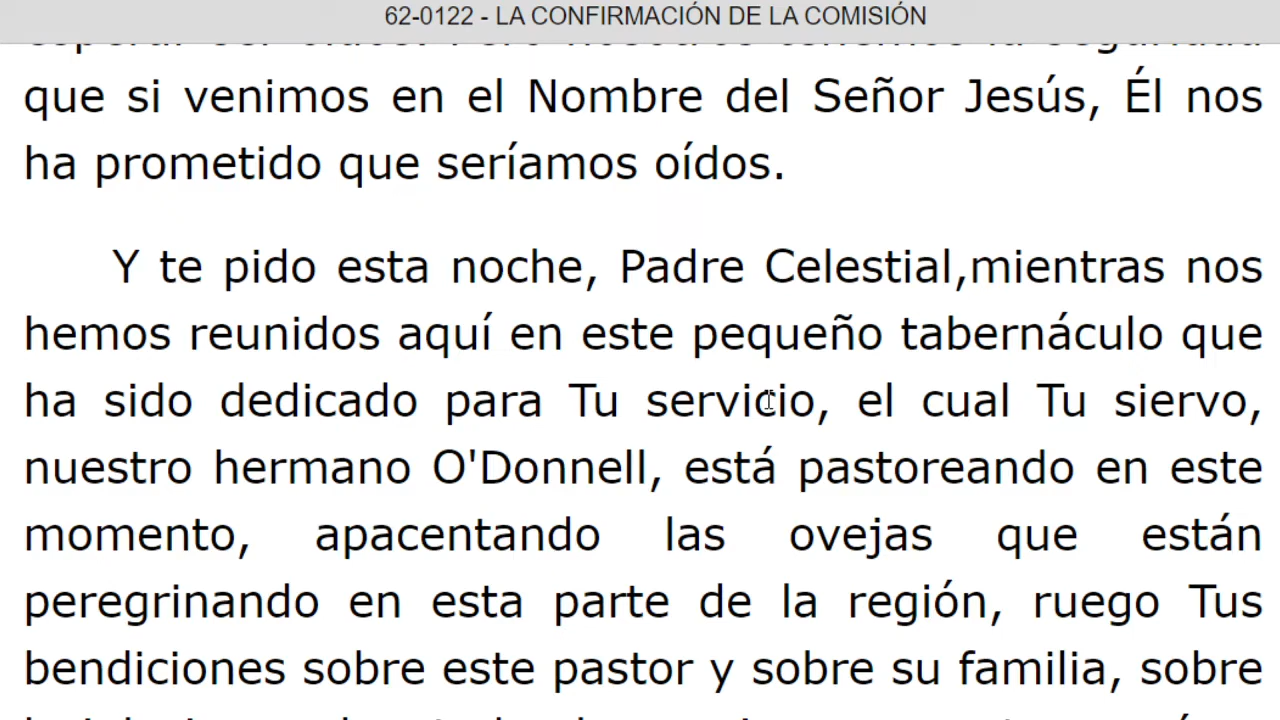 62-0122 - LA CONFIRMACIÓN DE LA COMISIÓN
que si venimos en el Nombre del Señor Jesús, Él nos
ha prometido que seríamos oídos.
Y te pido esta noche, Padre Celestial,mientras nos
hemos reunidos aquí en este pequeño tabernáculo que
ha sido dedicado para Tu servicio, el cual Tu siervo,
nuestro hermano O'Donnell, está pastoreando en este
momento, apacentando las ovejas que están
peregrinando en esta parte de la región, ruego Tus
bendiciones sobre este pastor y sobre su familia, sobre